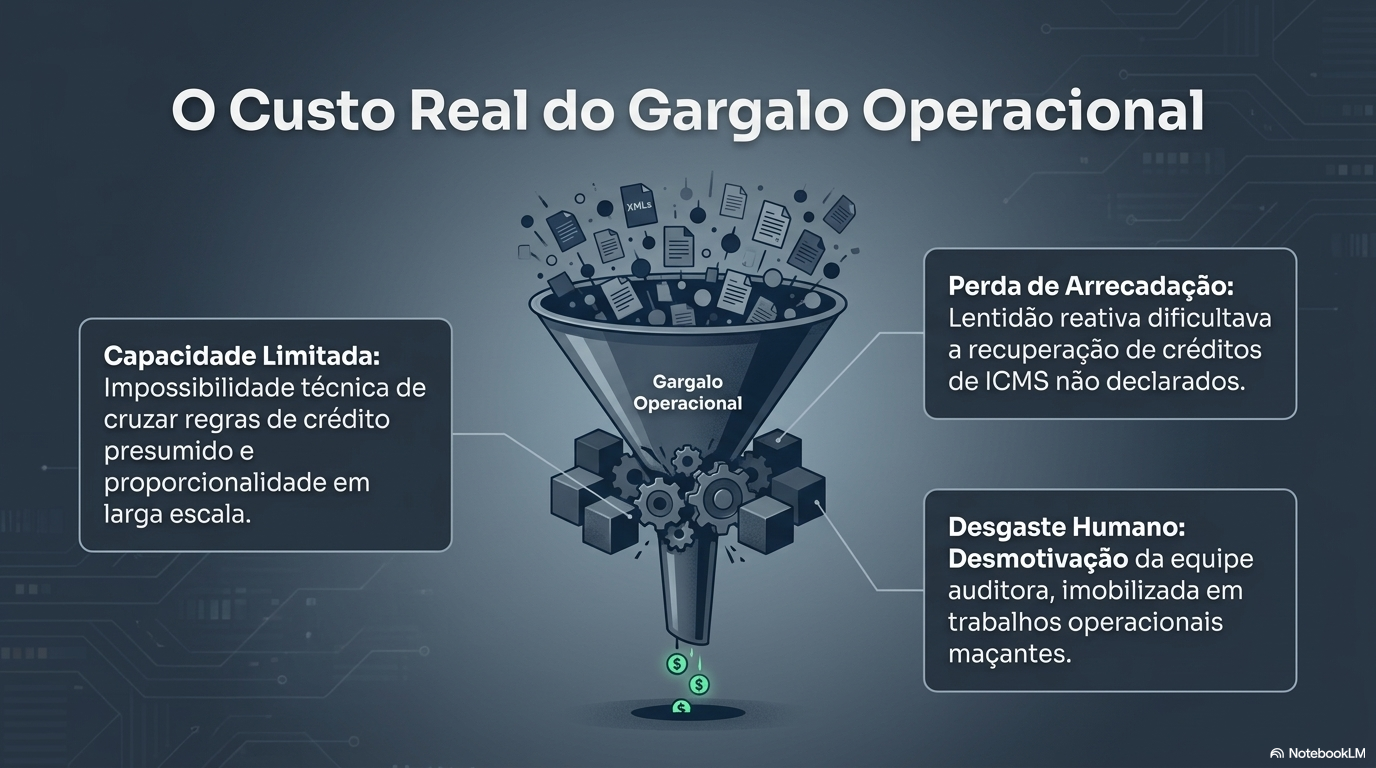 O Custo Real do Gargalo Operacional
XMLs
Gargalo
Operacional
Capacidade Limitada:
Impossibilidade técnica de
cruzar regras de crédito
presumido e
proporcionalidade em
larga escala.
Perda de Arrecadação:
Lentidão reativa dificultava
a recuperação de créditos
de ICMS não declarados.
Desgaste Humano:
Desmotivação da equipe
auditora, imobilizada em
trabalhos operacionais
maçantes.
$
$
$
NotebookLM